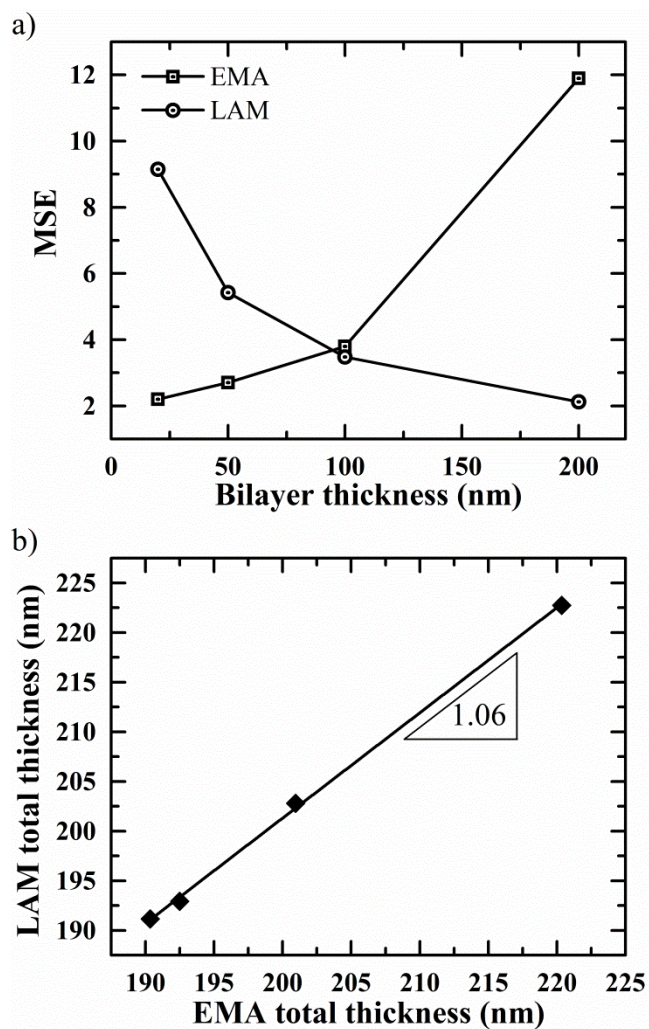 a)
EMA
LAM
MSE
12
10
8
6
4
2
0 50 100 150 200
Bilayer thickness (nm)
b)
LAM total thickness (nm)
225
220
215
210
205
200
195
190
1.06
190 195 200 205 210 215 220 225
EMA total thickness (nm)